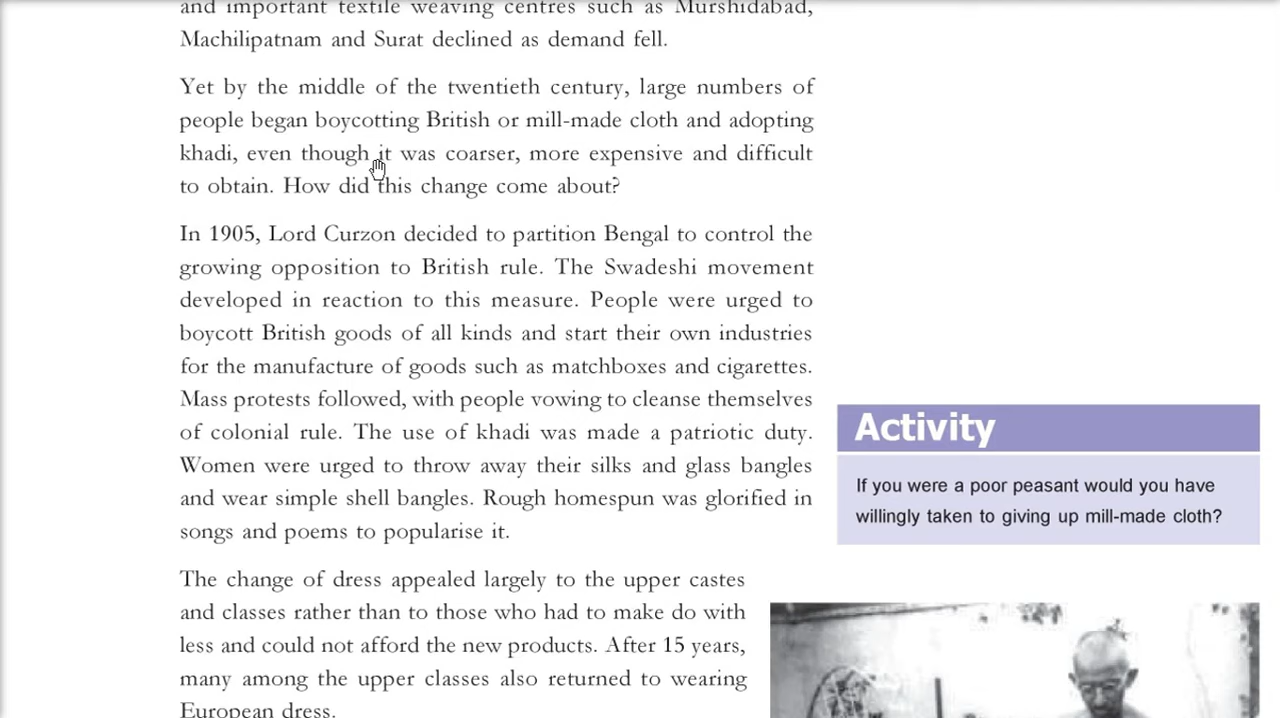 and important textile weaving centres such as Murshidabad,
Machilipatnam and Surat declined as demand fell.
Yet by the middle of the twentieth century, large numbers of
people began boycotting British or mill-made cloth and adopting
khadi, even though it was coarser, more expensive and difficult
to obtain. How did this change come about?
In 1905, Lord Curzon decided to partition Bengal to control the
growing opposition to British rule. The Swadeshi movement
developed in reaction to this measure. People were urged to
boycott British goods of all kinds and start their own industries
for the manufacture of goods such as matchboxes and cigarettes.
Mass protests followed, with people vowing to cleanse themselves
of colonial rule. The use of khadi was made a patriotic duty.
Women were urged to throw away their silks and glass bangles
and wear simple shell bangles. Rough homespun was glorified in
songs and poems to popularise it.
The change of dress appealed largely to the upper castes
and classes rather than to those who had to make do with
less and could not afford the new products. After 15 years,
many among the upper classes also returned to wearing
European dress.
Activity
If you were a poor peasant would you have
willingly taken to giving up mill-made cloth?